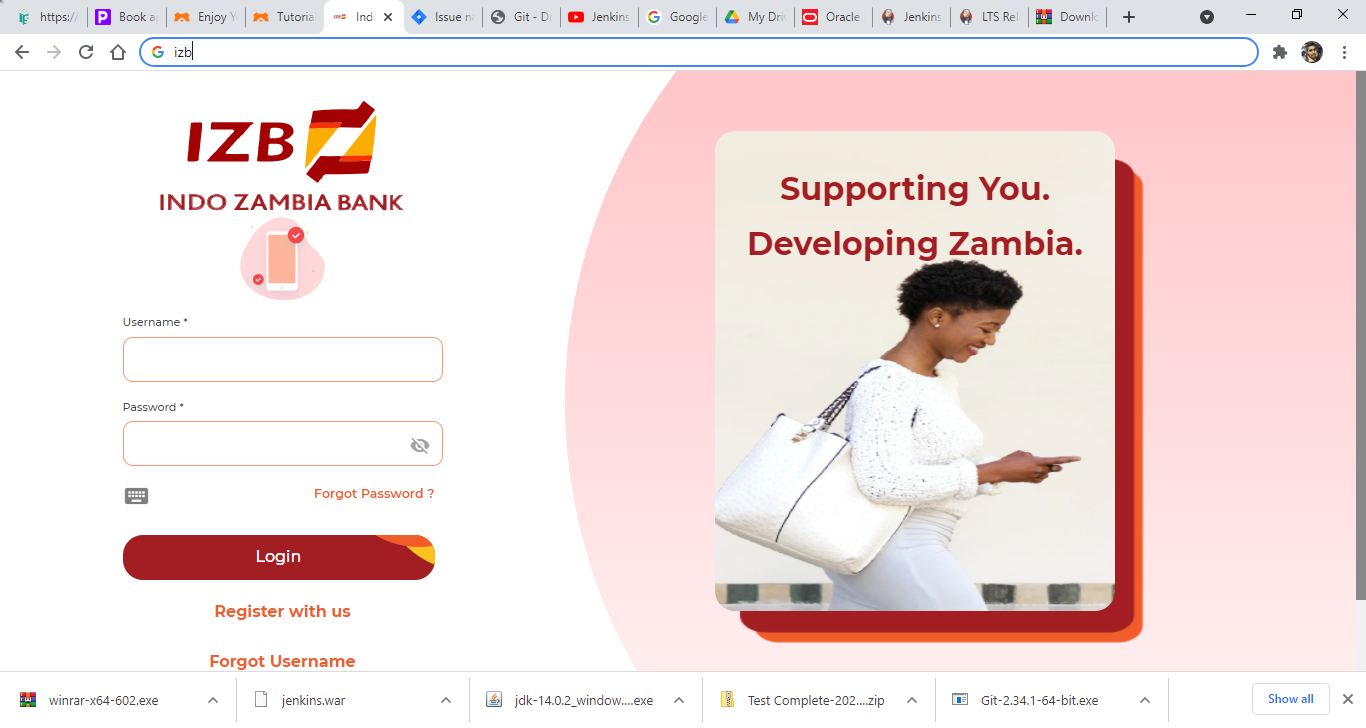 https:/
Book a
Enjoy Y
Tutoria
Ind
Issue n
Git - D
Jenkins
Google
My Dri
Oracle
Jenkins
LTS Rel
Downlo
izb
IZB
INDO ZAMBIA BANK
Username *
Password *
Forgot Password ?
Login
Register with us
Forgot Username
Supporting You.
Developing Zambia.
winrar-x64-602.exe
jenkins.war
jdk-14.0.2_window....exe
Test Complete-202....zip
Git-2.34.1-64-bit.exe
Show all